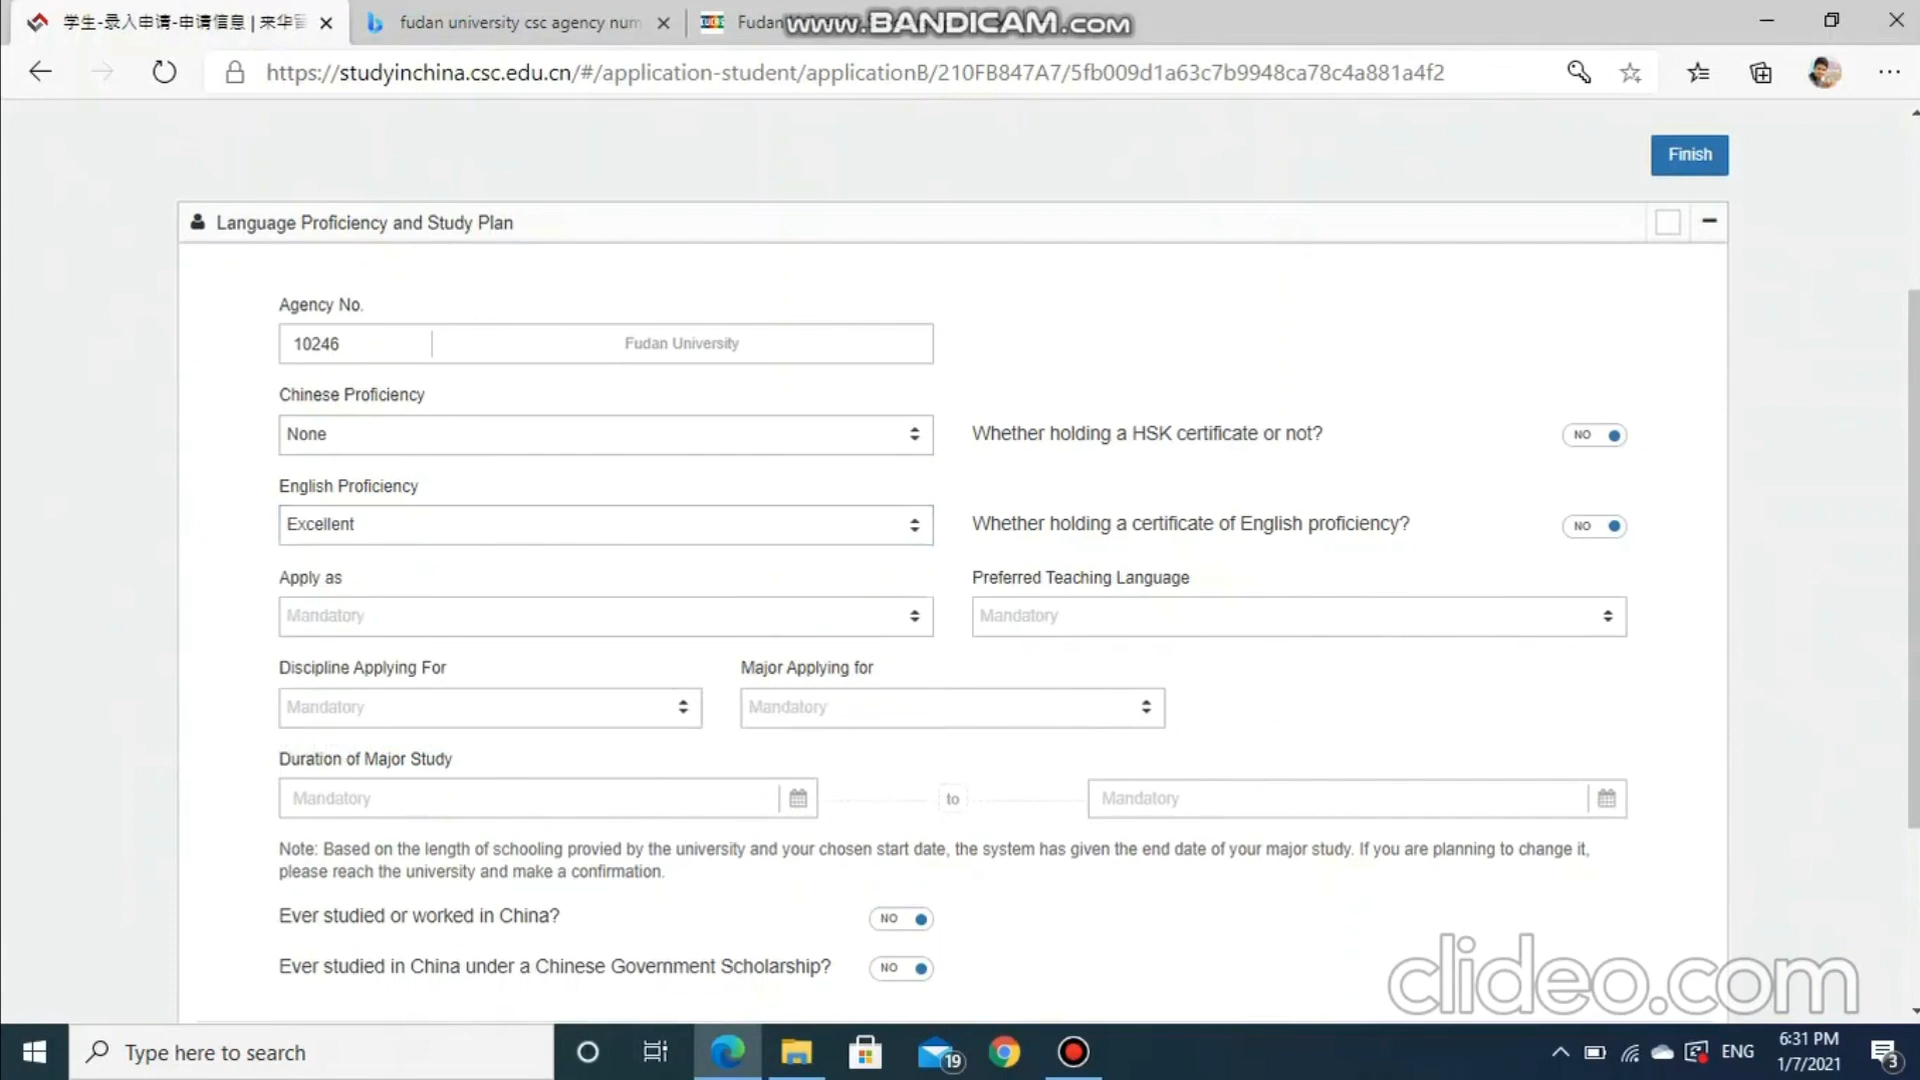 学生-录入申请-申请信息 | 来华留
fudan university csc agency num
Fudan
www.BANDICAM.com
https://studyinchina.csc.edu.cn/#/application-student/applicationB/210FB847A7/5fb009d1a63c7b9948ca78c4a881a4f2
Finish
Language Proficiency and Study Plan
Agency No.
10246
Fudan University
Chinese Proficiency
None
Whether holding a HSK certificate or not?
NO
English Proficiency
Excellent
Whether holding a certificate of English proficiency?
NO
Apply as
Preferred Teaching Language
Mandatory
Mandatory
Discipline Applying For
Major Applying for
Mandatory
Mandatory
Duration of Major Study
Mandatory
to
Mandatory
Note: Based on the length of schooling provied by the university and your chosen start date, the system has given the end date of your major study. If you are planning to change it,
please reach the university and make a confirmation.
Ever studied or worked in China?
NO
Ever studied in China under a Chinese Government Scholarship?
NO
clideo.com
Type here to search
19
ENG
6:31 PM
1/7/2021
3